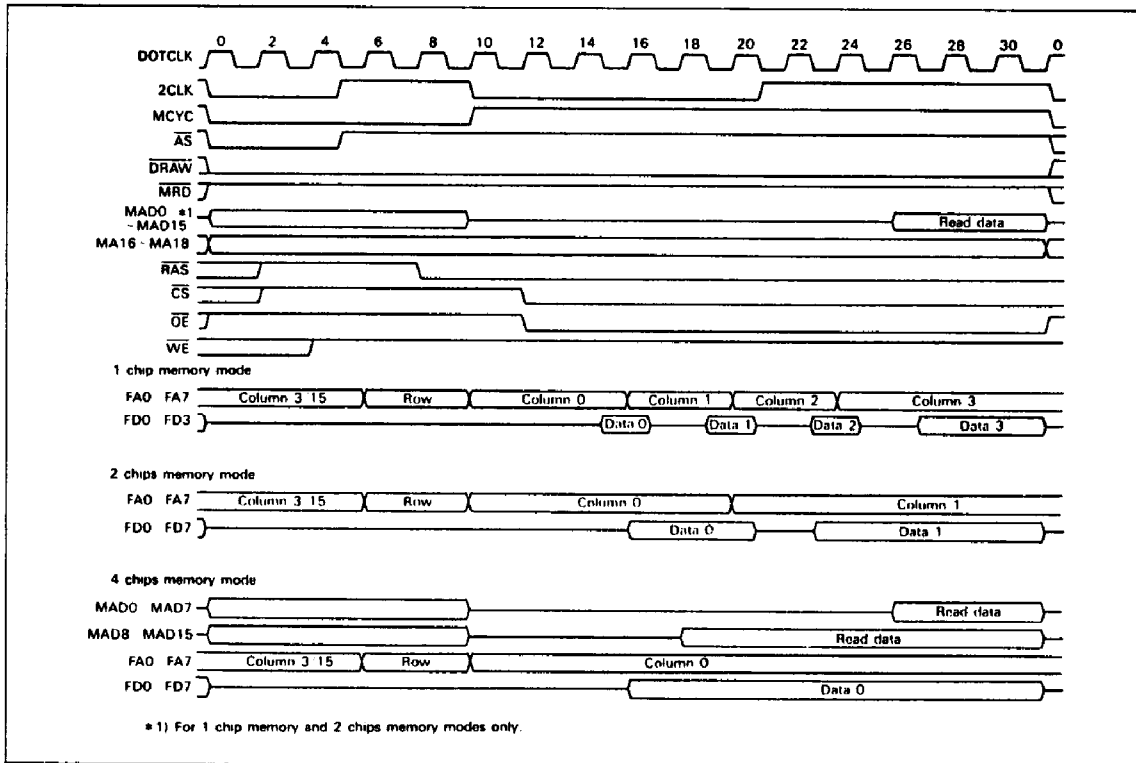 0 2 4 6 8 10 12 14 16 18 20 22 24 26 28 30 0
DOTCLK
2CLK
MCYC
AS
DRAW
MRD
MAD0 *1
~MAD15 Read data
MA16 ~ MA18
RAS
CS
OE
WE
1 chip memory mode
FA0 FA7 Column 3 15 Row Column 0 Column 1 Column 2 Column 3
FD0 FD3 Data 0 Data 1 Data 2 Data 3
2 chips memory mode
FA0 FA7 Column 3 15 Row Column 0 Column 1
FD0 FD7 Data 0 Data 1
4 chips memory mode
MAD0 MAD7 Read data
MAD8 MAD15 Read data
FA0 FA7 Column 3 15 Row Column 0
FD0 FD7 Data 0
*1) For 1 chip memory and 2 chips memory modes only.